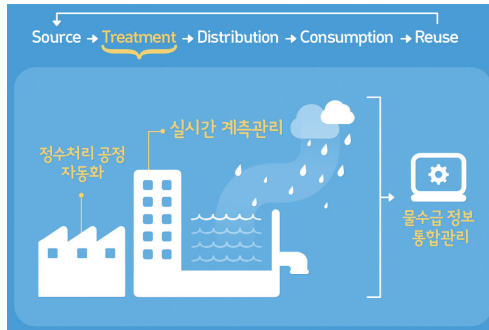 Source → Treatment → Distribution → Consumption → Reuse
실시간 계측관리
정수처리 공정
자동화
물수급 정보
통합관리